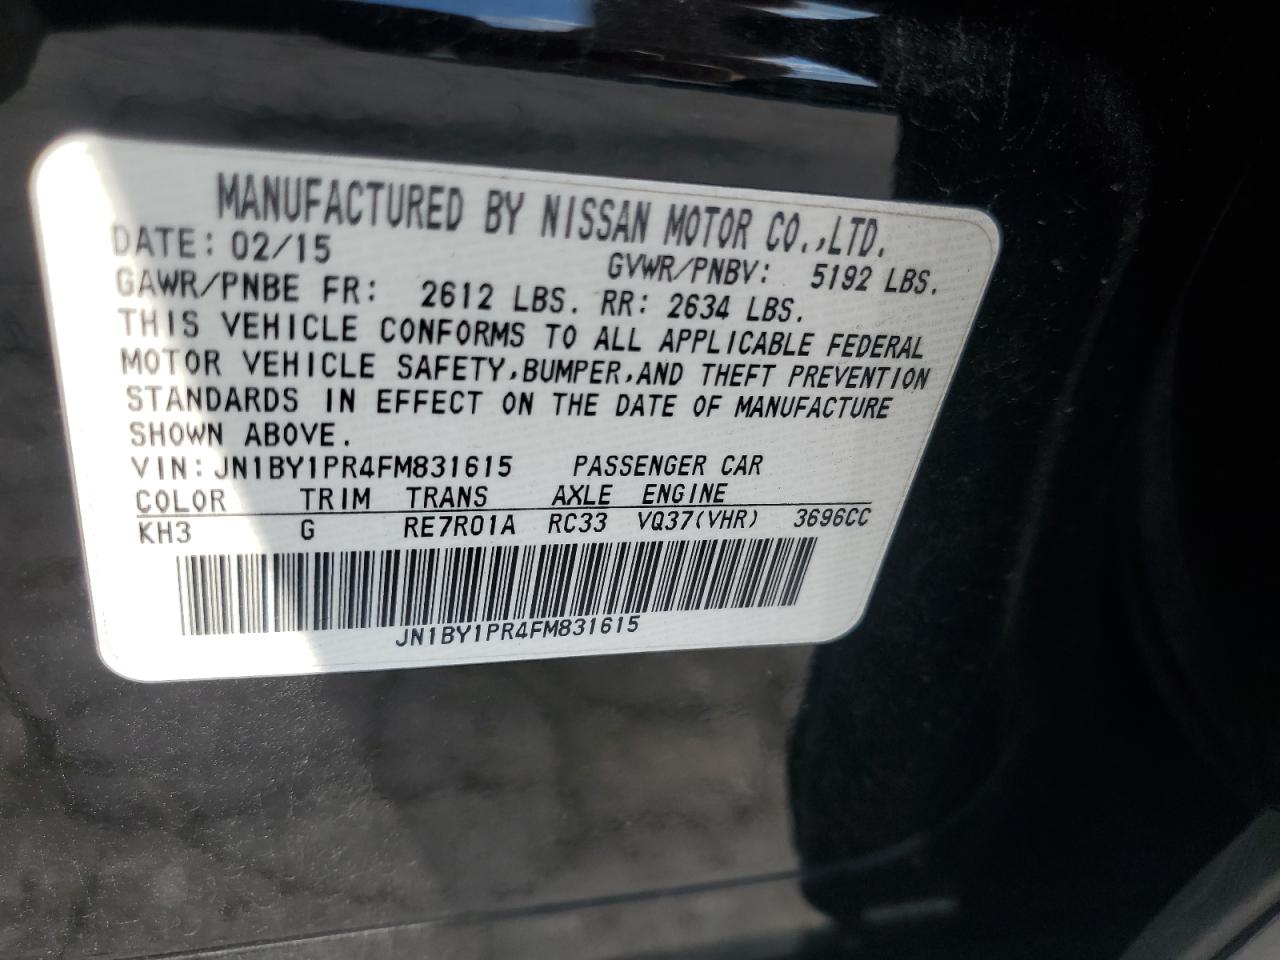 MANUFACTURED BY NISSAN MOTOR CO.,LTD.
DATE: 02/15 GVWR/PNBV: 5192 LBS.
GAWR/PNBE FR: 2612 LBS. RR: 2634 LBS.
THIS VEHICLE CONFORMS TO ALL APPLICABLE FEDERAL
MOTOR VEHICLE SAFETY,BUMPER,AND THEFT PREVENTION
STANDARDS IN EFFECT ON THE DATE OF MANUFACTURE
SHOWN ABOVE.
VIN: JN1BY1PR4FM831615 PASSENGER CAR
COLOR TRIM TRANS AXLE ENGINE
KH3 G RE7R01A RC33 VQ37(VHR) 3696CC
JN1BY1PR4FM831615